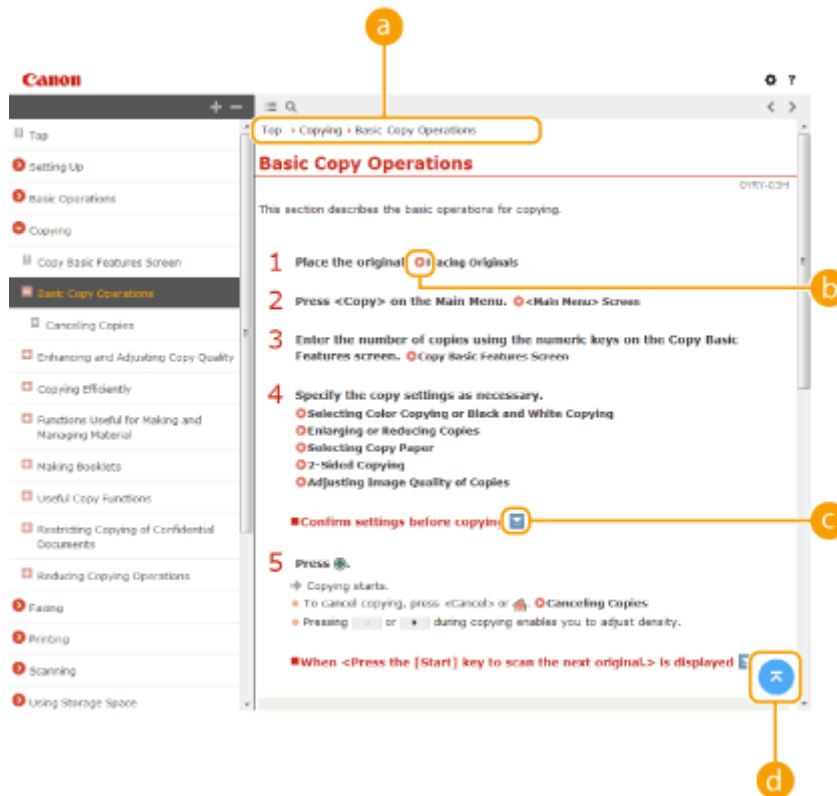 a
Canon
?
+ −
Top
Setting Up
Basic Operations
Copying
Copy Basic Features Screen
Basic Copy Operations
Canceling Copies
Enhancing and Adjusting Copy Quality
Copying Efficiently
Functions Useful for Making and
Managing Material
Making Booklets
Useful Copy Functions
Restricting Copying of Confidential
Documents
Reducing Copying Operations
Faxing
Printing
Scanning
Using Storage Space
Top Copying Basic Copy Operations
Basic Copy Operations
0YRY-03H
This section describes the basic operations for copying.
1 Place the original. lacing Originals
b
2 Press <Copy> on the Main Menu. <Main Menu> Screen
3 Enter the number of copies using the numeric keys on the Copy Basic
Features screen. Copy Basic Features Screen
4 Specify the copy settings as necessary.
Selecting Color Copying or Black and White Copying
Enlarging or Reducing Copies
Selecting Copy Paper
2-Sided Copying
Adjusting Image Quality of Copies
Confirm settings before copying
c
5 Press .
Copying starts.
To cancel copying, press <Cancel> or . Canceling Copies
Pressing or during copying enables you to adjust density.
When <Press the [Start] key to scan the next original.> is displayed
d